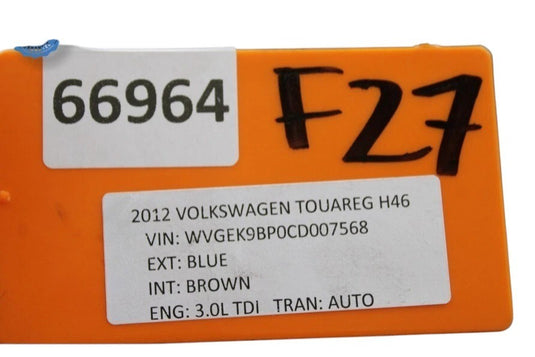 66964
F27
2012 VOLKSWAGEN TOUAREG H46
VIN: WVGEK9BP0CD007568
EXT: BLUE
INT: BROWN
ENG: 3.0L TDI TRAN: AUTO